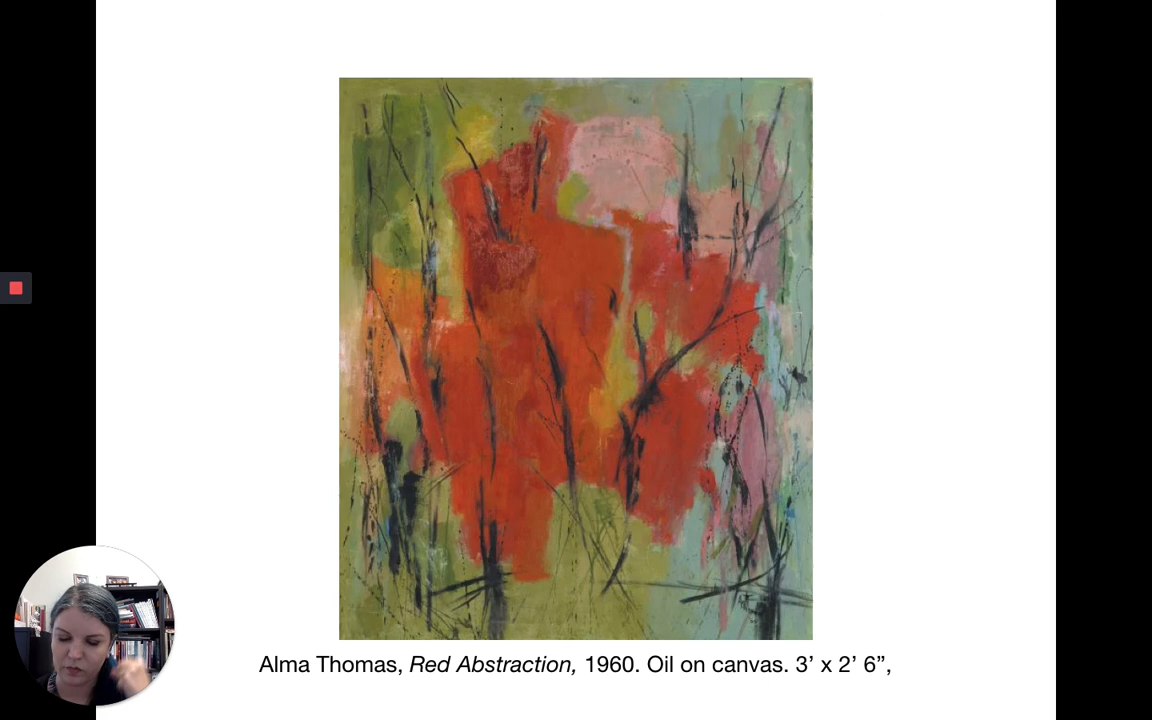 Alma Thomas, Red Abstraction, 1960. Oil on canvas. 3’ x 2’ 6”,